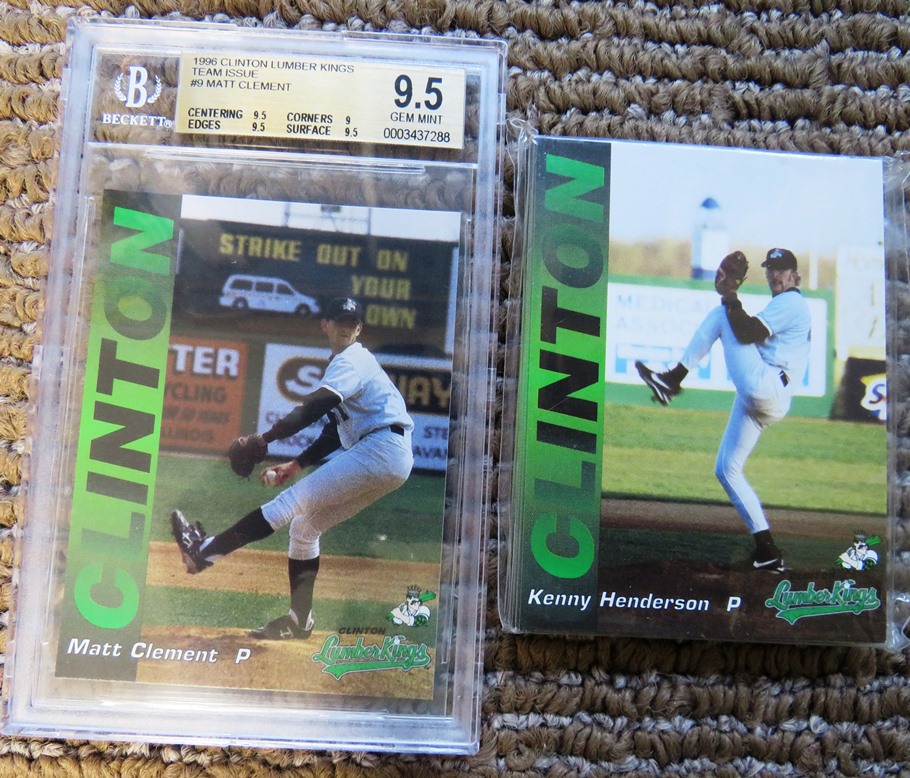 1996 CLINTON LUMBER KINGS
TEAM ISSUE
#9 MATT CLEMENT
B
BECKETT®
CENTERING 9.5 CORNERS 9
EDGES 9.5 SURFACE 9.5
9.5
GEM MINT
0003437288
CLINTON
STRIKE OUT ON
YOUR
OWN
TER
CYCLING
ILLINOIS
Matt Clement P
CLINTON
LumberKings
CLINTON
MEDICAL
Kenny Henderson P
LumberKings